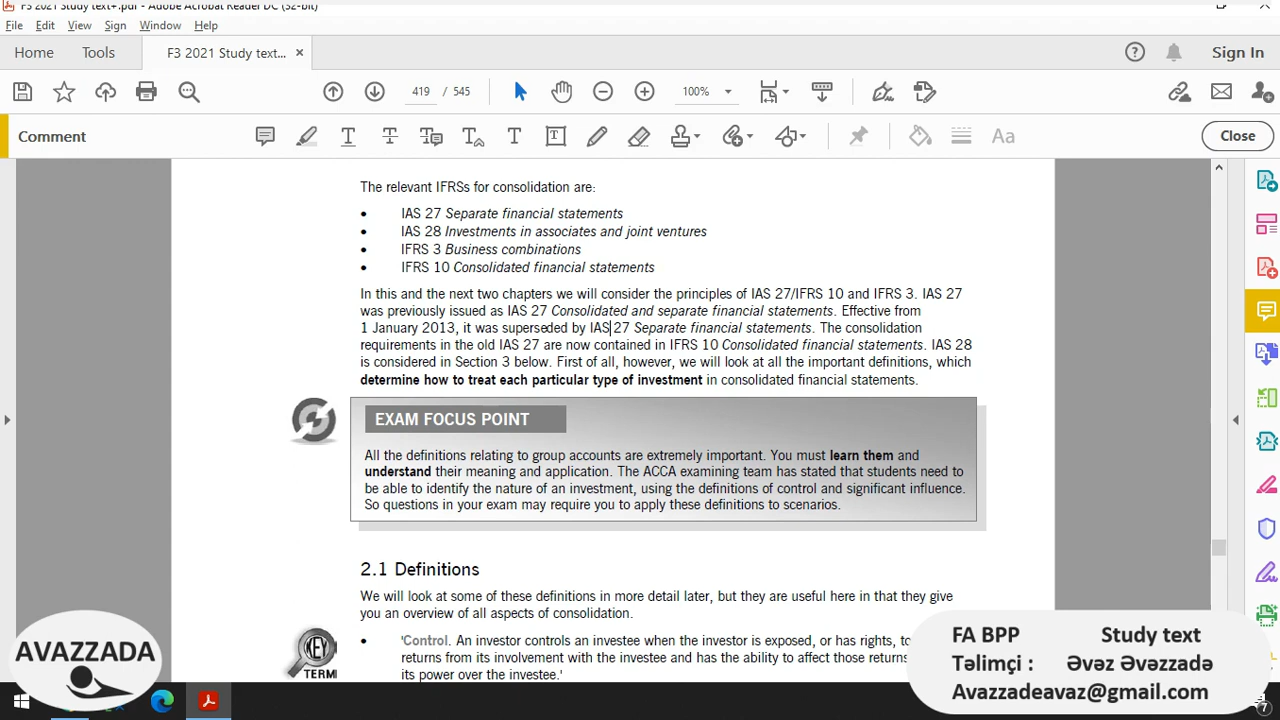 F3 2021 Study text+.pdf - Adobe Acrobat Reader DC (32-bit)
File Edit View Sign Window Help
Home Tools F3 2021 Study text... × Sign In
419 / 545 100%
Comment Close
Aa
The relevant IFRSs for consolidation are:
• IAS 27 Separate financial statements
• IAS 28 Investments in associates and joint ventures
• IFRS 3 Business combinations
• IFRS 10 Consolidated financial statements
In this and the next two chapters we will consider the principles of IAS 27/IFRS 10 and IFRS 3. IAS 27
was previously issued as IAS 27 Consolidated and separate financial statements. Effective from
1 January 2013, it was superseded by IAS 27 Separate financial statements. The consolidation
requirements in the old IAS 27 are now contained in IFRS 10 Consolidated financial statements. IAS 28
is considered in Section 3 below. First of all, however, we will look at all the important definitions, which
determine how to treat each particular type of investment in consolidated financial statements.
EXAM FOCUS POINT
All the definitions relating to group accounts are extremely important. You must learn them and
understand their meaning and application. The ACCA examining team has stated that students need to
be able to identify the nature of an investment, using the definitions of control and significant influence.
So questions in your exam may require you to apply these definitions to scenarios.
2.1 Definitions
We will look at some of these definitions in more detail later, but they are useful here in that they give
you an overview of all aspects of consolidation.
KEY
TERM
• 'Control. An investor controls an investee when the investor is exposed, or has rights, to
returns from its involvement with the investee and has the ability to affect those returns
its power over the investee.'
AVAZZADA
FA BPP Study text
Təlimçi : Əvəz Əvəzzadə
Avazzadeavaz@gmail.com
7